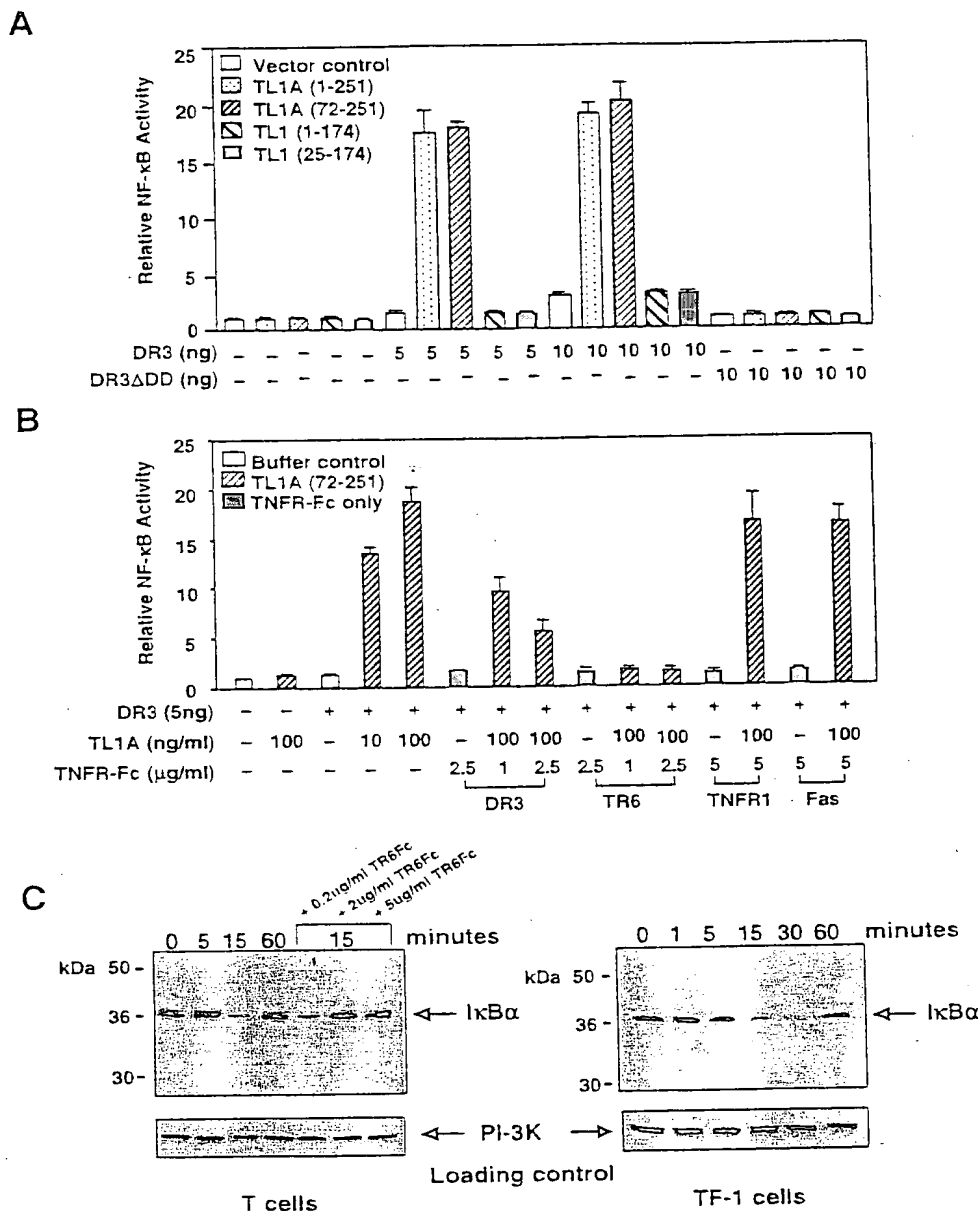 A
Relative NF-κB Activity
25
20
15
10
5
0
Vector control
TL1A (1-251)
TL1A (72-251)
TL1 (1-174)
TL1 (25-174)
DR3 (ng) – – – – – 5 5 5 5 5 10 10 10 10 10 – – – – –
DR3ΔDD (ng) – – – – – – – – – – – – – – – 10 10 10 10 10
B
Relative NF-κB Activity
25
20
15
10
5
0
Buffer control
TL1A (72-251)
TNFR-Fc only
DR3 (5ng) – – + + + + + + + + + + + + +
TL1A (ng/ml) – 100 – 10 100 – 100 100 – 100 100 – 100 – 100
TNFR-Fc (µg/ml) – – – – – 2.5 1 2.5 2.5 1 2.5 5 5 5 5
DR3 TR6 TNFR1 Fas
C
+ 0.2ug/ml TR6Fc
+ 2ug/ml TR6Fc
+ 5ug/ml TR6Fc
0 5 15 60 15 minutes
kDa 50 –
36 –
30 –
IκBα
0 1 5 15 30 60 minutes
kDa 50 –
36 –
30 –
IκBα
PI-3K
Loading control
T cells
TF-1 cells